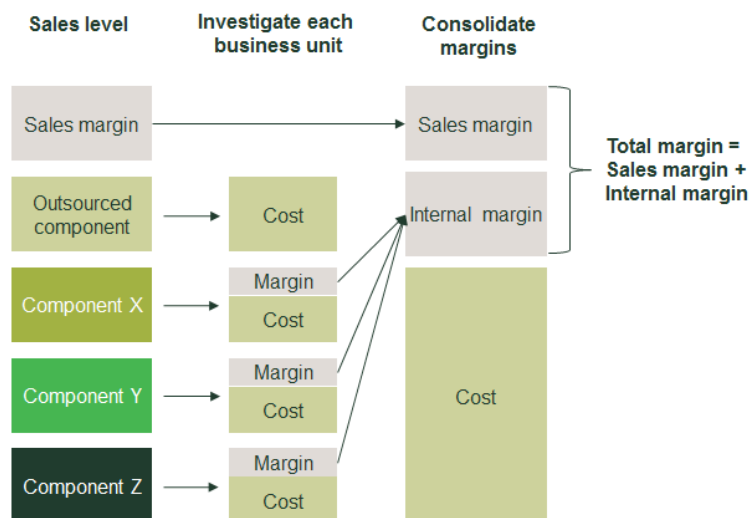 Sales level
Investigate each
business unit
Consolidate
margins
Sales margin
Sales margin
Total margin =
Sales margin +
Internal margin
Outsourced
component
Cost
Internal margin
Component X
Margin
Cost
Component Y
Margin
Cost
Cost
Component Z
Margin
Cost